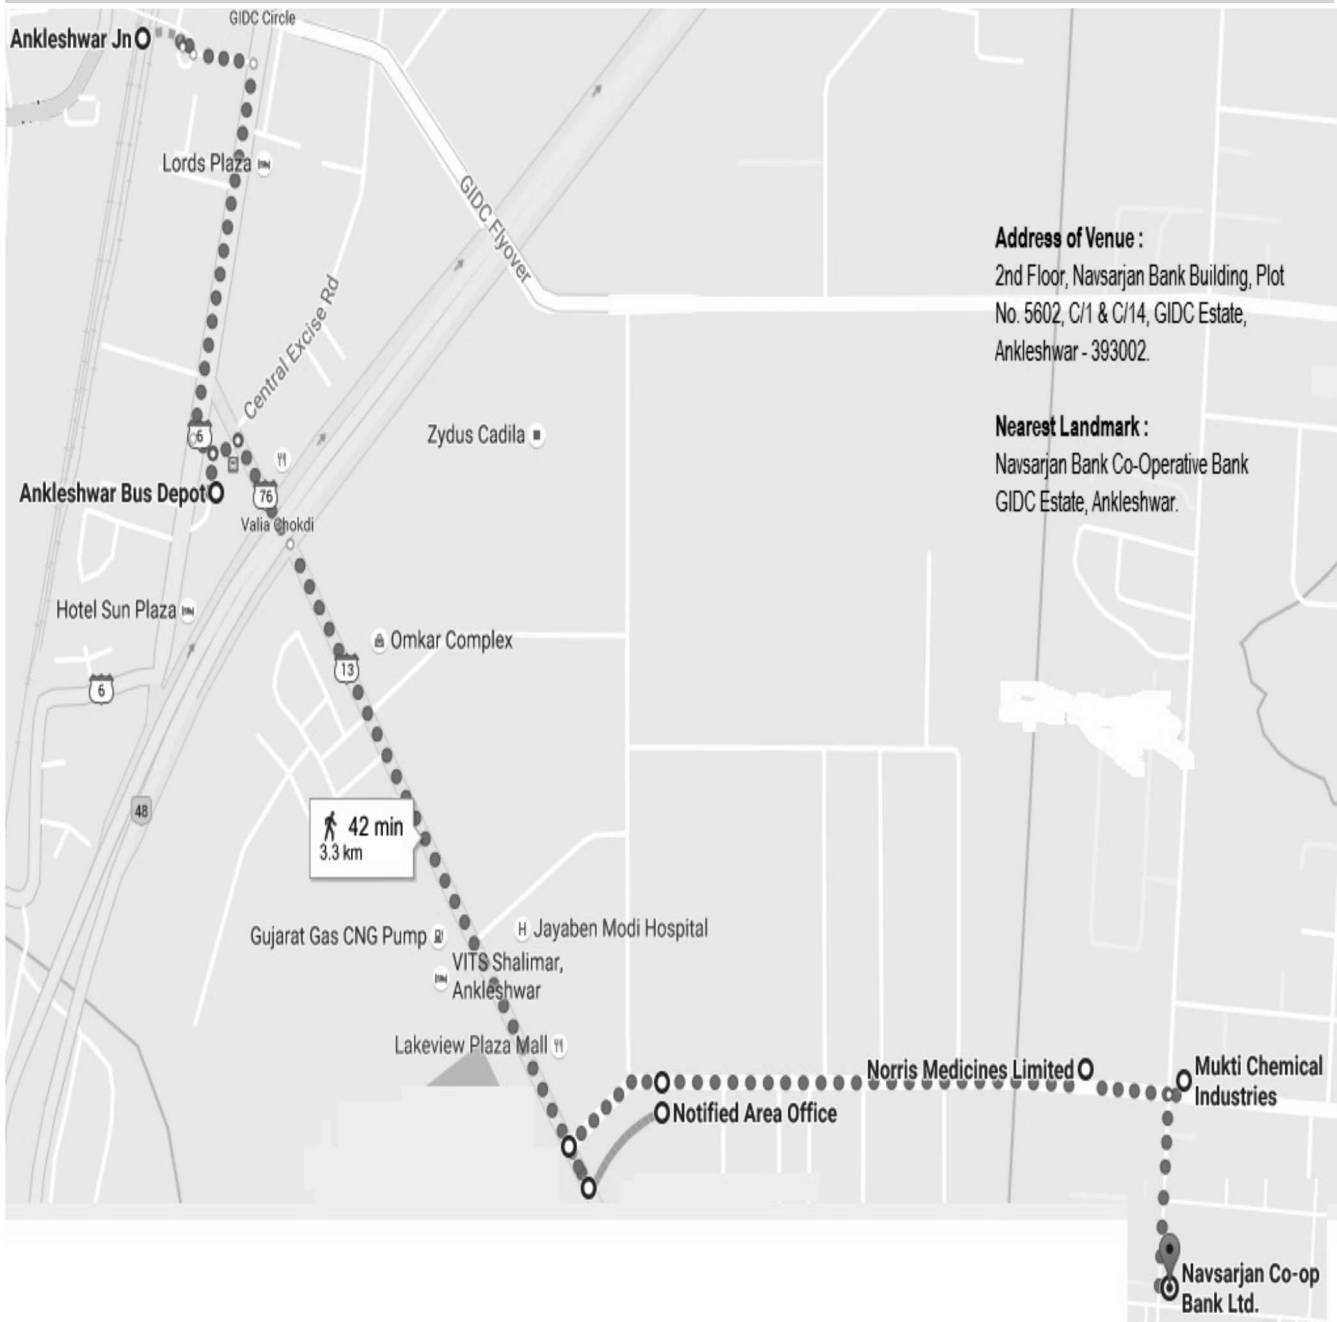 GIDC Circle
Ankleshwar Jn
Lords Plaza
GIDC Flyover
Address of Venue :
2nd Floor, Navsarjan Bank Building, Plot
No. 5602, C/1 & C/14, GIDC Estate,
Ankleshwar - 393002.
Central Excise Rd
Nearest Landmark :
Navsarjan Bank Co-Operative Bank
GIDC Estate, Ankleshwar.
Zydus Cadila
6
Ankleshwar Bus Depot
76
Valia Chokdi
Hotel Sun Plaza
Omkar Complex
13
6
48
42 min
3.3 km
Gujarat Gas CNG Pump
H Jayaben Modi Hospital
VITS Shalimar,
Ankleshwar
Lakeview Plaza Mall
Norris Medicines Limited
Mukti Chemical
Industries
Notified Area Office
Navsarjan Co-op
Bank Ltd.